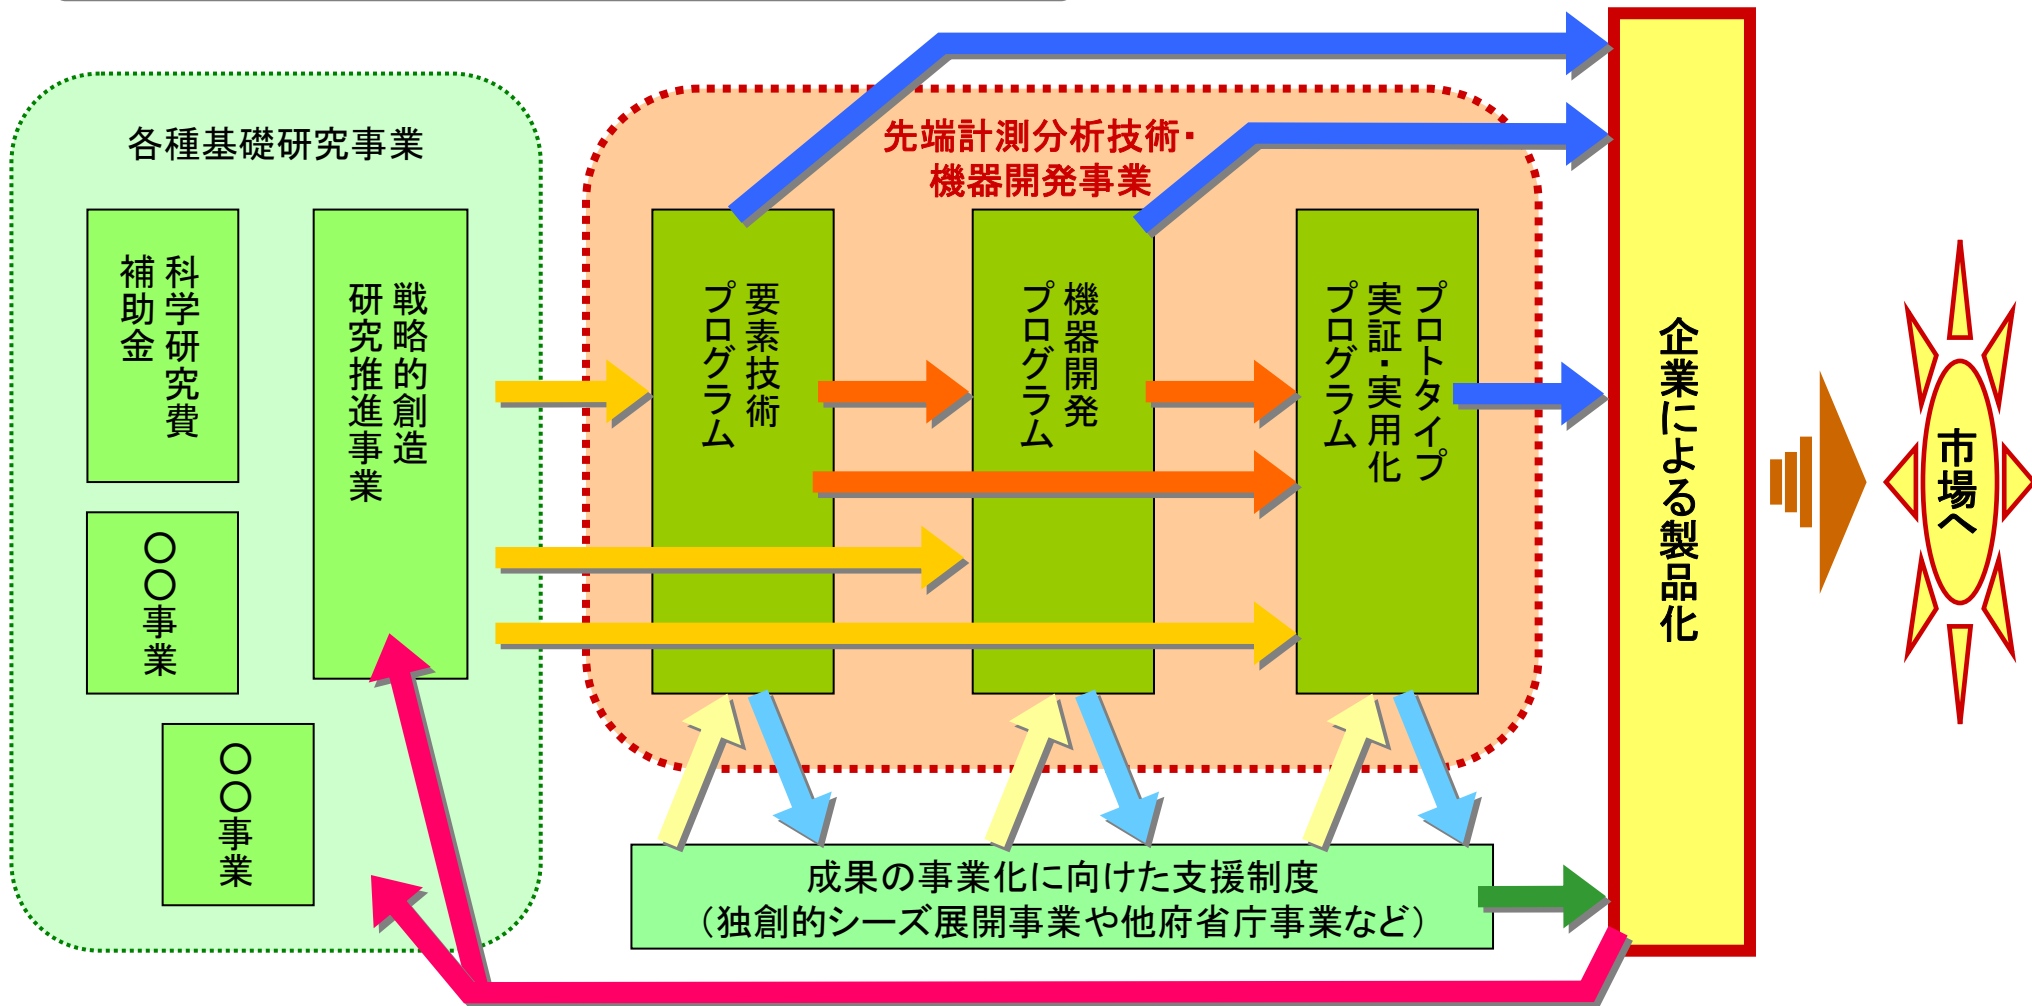 各種基礎研究事業
科学研究費
補助金
戦略的創造
研究推進事業
〇〇事業
〇〇事業
先端計測分析技術・
機器開発事業
要素技術
プログラム
機器開発
プログラム
プロトタイプ
実証・実用化
プログラム
成果の事業化に向けた支援制度
（独創的シーズ展開事業や他府省庁事業など）
企業による製品化
市場へ